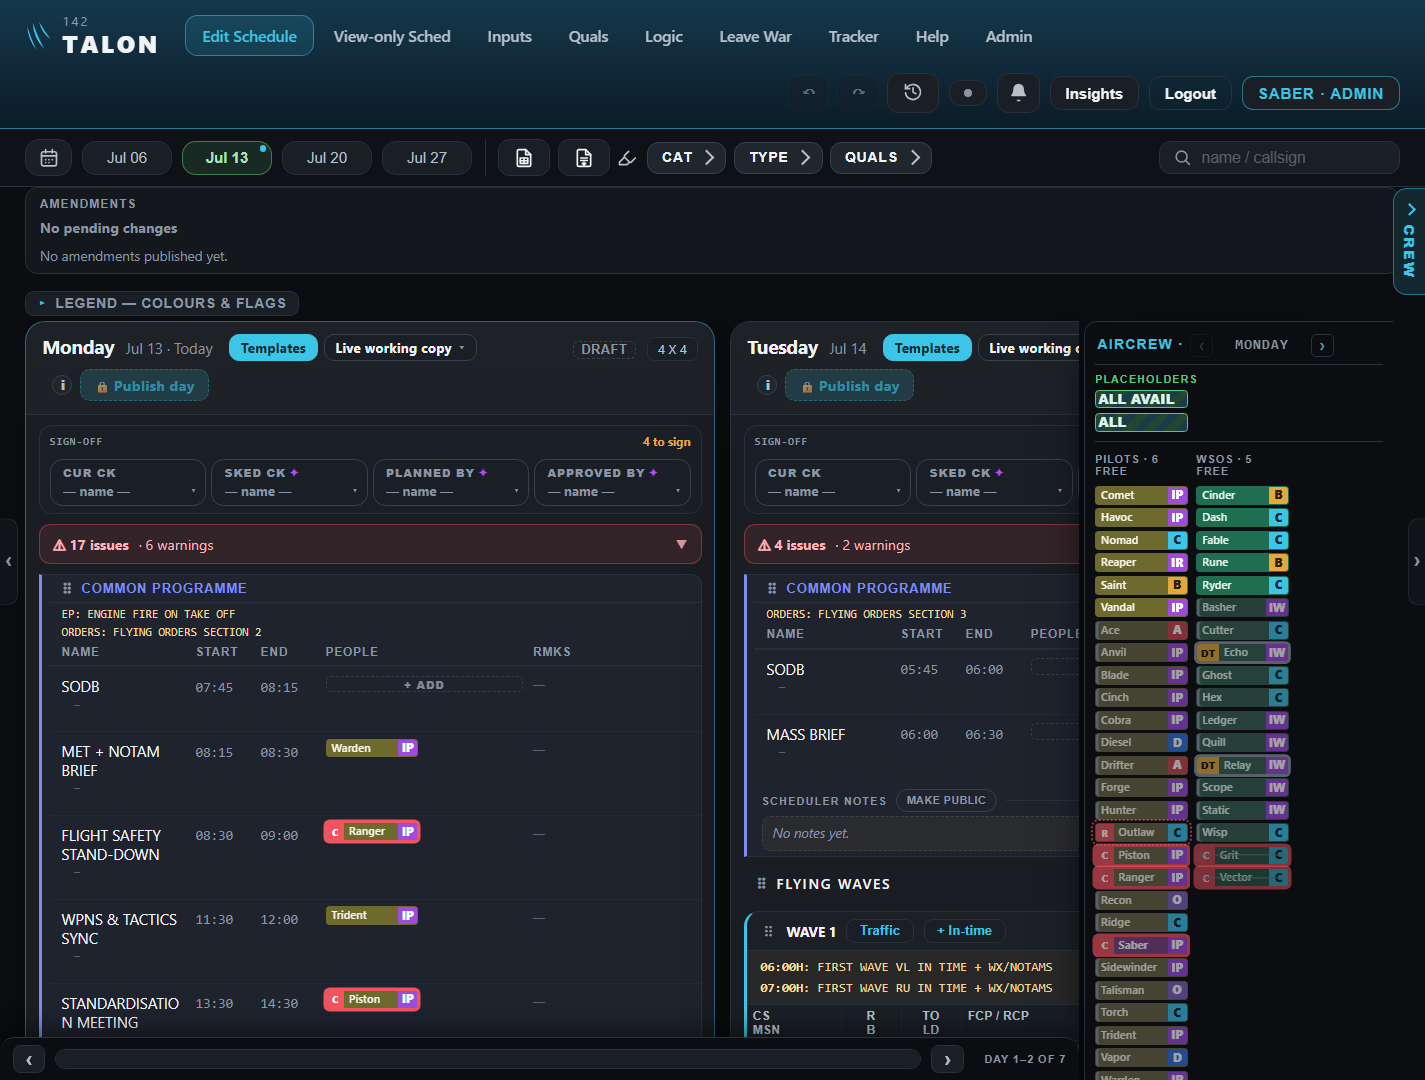 142
TALON
Edit Schedule
View-only Sched
Inputs
Quals
Logic
Leave War
Tracker
Help
Admin
Insights
Logout
SABER · ADMIN
Jul 06
Jul 13
Jul 20
Jul 27
CAT
TYPE
QUALS
name / callsign
AMENDMENTS
No pending changes
No amendments published yet.
CREW
LEGEND — COLOURS & FLAGS
Monday Jul 13 · Today
Templates
Live working copy
DRAFT
4 X 4
Publish day
SIGN-OFF
4 to sign
CUR CK
— name —
SKED CK
— name —
PLANNED BY
— name —
APPROVED BY
— name —
17 issues · 6 warnings
COMMON PROGRAMME
EP: ENGINE FIRE ON TAKE OFF
ORDERS: FLYING ORDERS SECTION 2
NAME START END PEOPLE RMKS
SODB 07:45 08:15 + ADD —
—
MET + NOTAM BRIEF 08:15 08:30 Warden IP —
—
FLIGHT SAFETY STAND-DOWN 08:30 09:00 C Ranger IP —
—
WPNS & TACTICS SYNC 11:30 12:00 Trident IP —
—
STANDARDISATION MEETING 13:30 14:30 C Piston IP —
Tuesday Jul 14
Templates
Live working c
Publish day
SIGN-OFF
CUR CK
— name —
SKED CK
— name —
4 issues · 2 warnings
COMMON PROGRAMME
ORDERS: FLYING ORDERS SECTION 3
NAME START END PEOPLE
SODB 05:45 06:00
—
MASS BRIEF 06:00 06:30
—
SCHEDULER NOTES
MAKE PUBLIC
No notes yet.
FLYING WAVES
WAVE 1
Traffic
+ In-time
06:00H: FIRST WAVE VL IN TIME + WX/NOTAMS
07:00H: FIRST WAVE RU IN TIME + WX/NOTAMS
CS R TO FCP / RCP
MSN B LD
AIRCREW ·
MONDAY
PLACEHOLDERS
ALL AVAIL
ALL
PILOTS · 6 FREE
WSOS · 5 FREE
Comet IP Cinder B
Havoc IP Dash C
Nomad C Fable C
Reaper IR Rune B
Saint B Ryder C
Vandal IP Basher IW
Ace A Cutter C
Anvil IP DT Echo IW
Blade IP Ghost C
Cinch IP Hex C
Cobra IP Ledger IW
Diesel D Quill IW
Drifter A DT Relay IW
Forge IP Scope IW
Hunter IP Static IW
R Outlaw C Wisp C
C Piston IP C Grit C
C Ranger IP C Vector C
Recon O
Ridge C
C Saber IP
Sidewinder IP
Talisman O
Torch C
Trident IP
Vapor D
Warden IP
DAY 1–2 OF 7